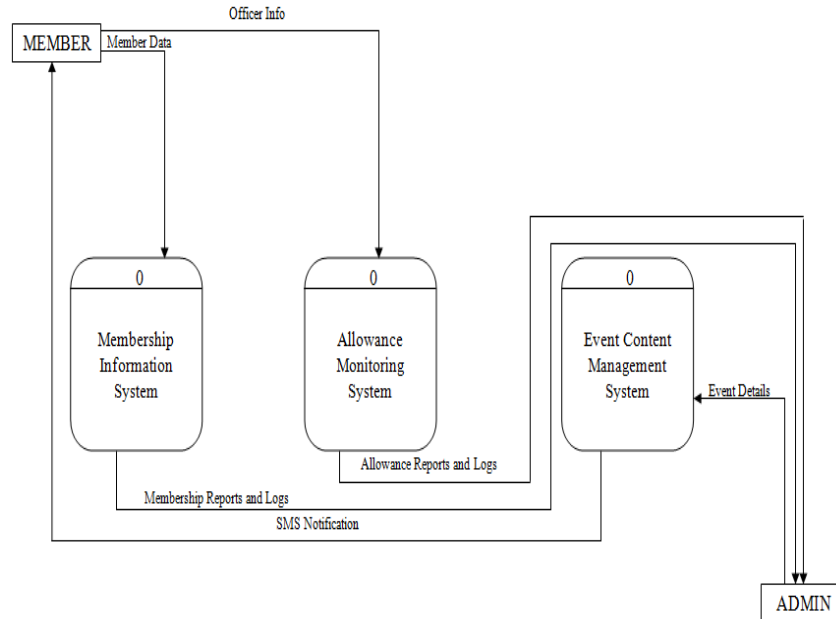 Officer Info
MEMBER
Member Data
0
0
0
Membership
Information
System
Allowance
Monitoring
System
Event Content
Management
System
Event Details
Allowance Reports and Logs
Membership Reports and Logs
SMS Notification
ADMIN